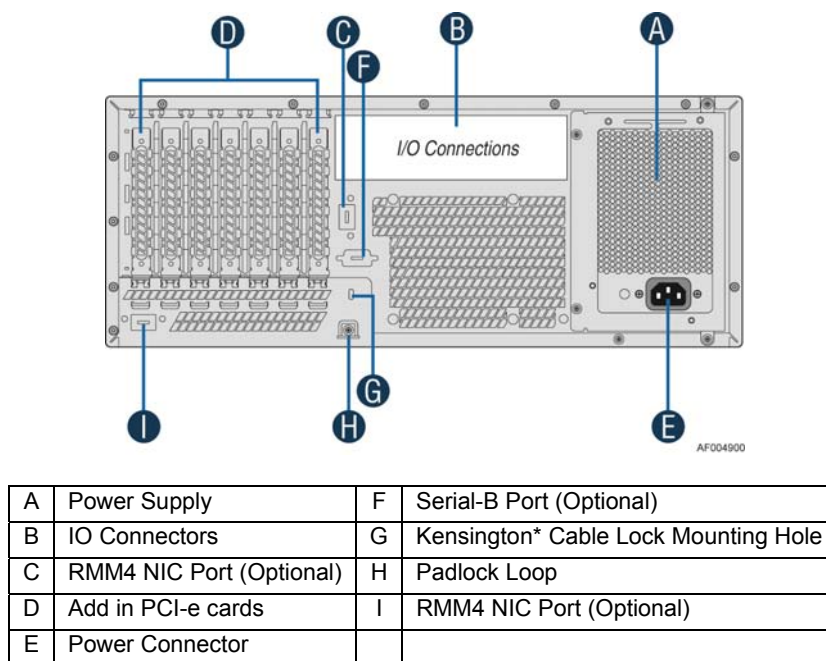 D C B A
F
I/O Connections
G
I H E
AF004900
A Power Supply F Serial-B Port (Optional)
B IO Connectors G Kensington* Cable Lock Mounting Hole
C RMM4 NIC Port (Optional) H Padlock Loop
D Add in PCI-e cards I RMM4 NIC Port (Optional)
E Power Connector